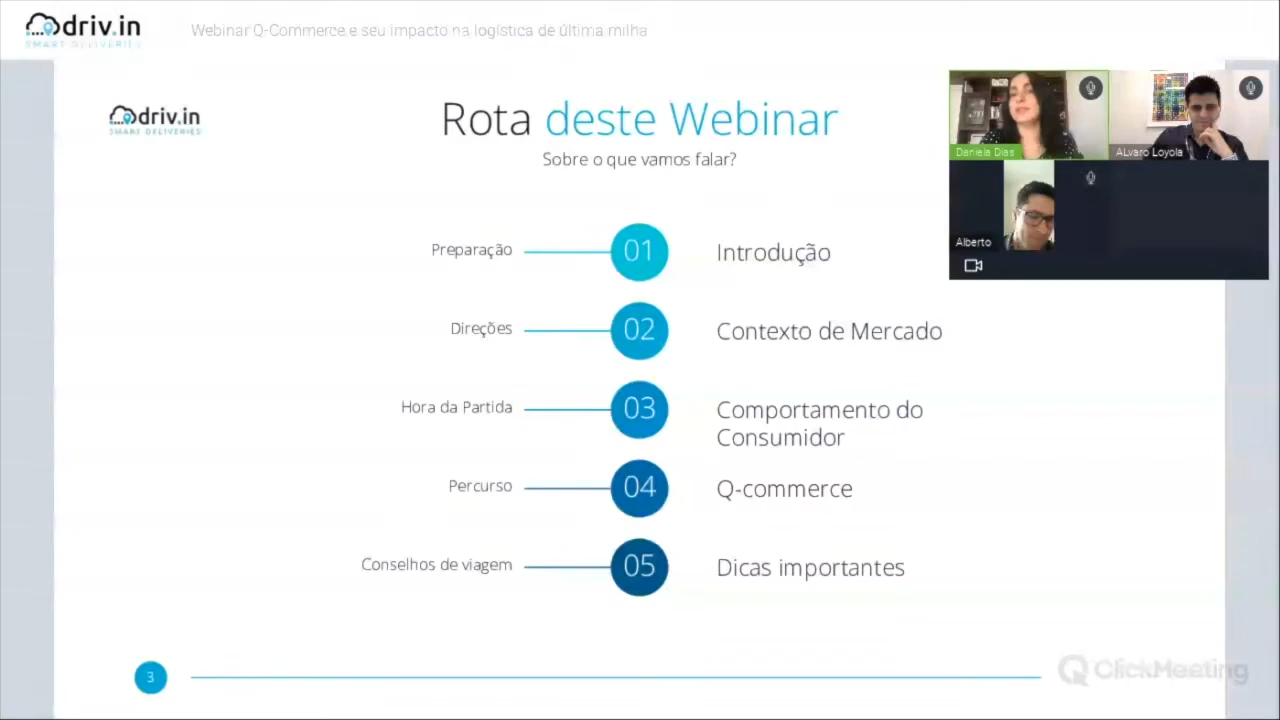 driv.in
SMART DELIVERIES
Webinar Q-Commerce e seu impacto na logística de última milha
driv.in
SMART DELIVERIES
Rota deste Webinar
Sobre o que vamos falar?
Daniela Dias
ALvaro Loyola
Alberto
Preparação
01
Introdução
Direções
02
Contexto de Mercado
Hora da Partida
03
Comportamento do
Consumidor
Percurso
04
Q-commerce
Conselhos de viagem
05
Dicas importantes
3
ClickMeeting